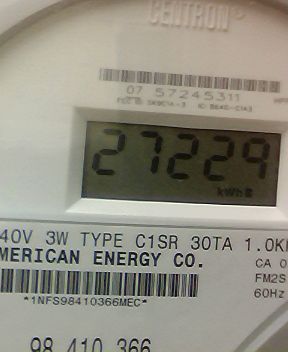 CENTRON
07 57245311
27229
kWh
40V 3W TYPE C1SR 30TA 1.0K
MERICAN ENERGY CO.
CA 0
FM2S
60Hz
*1NFS98410366MEC*
98 410 366